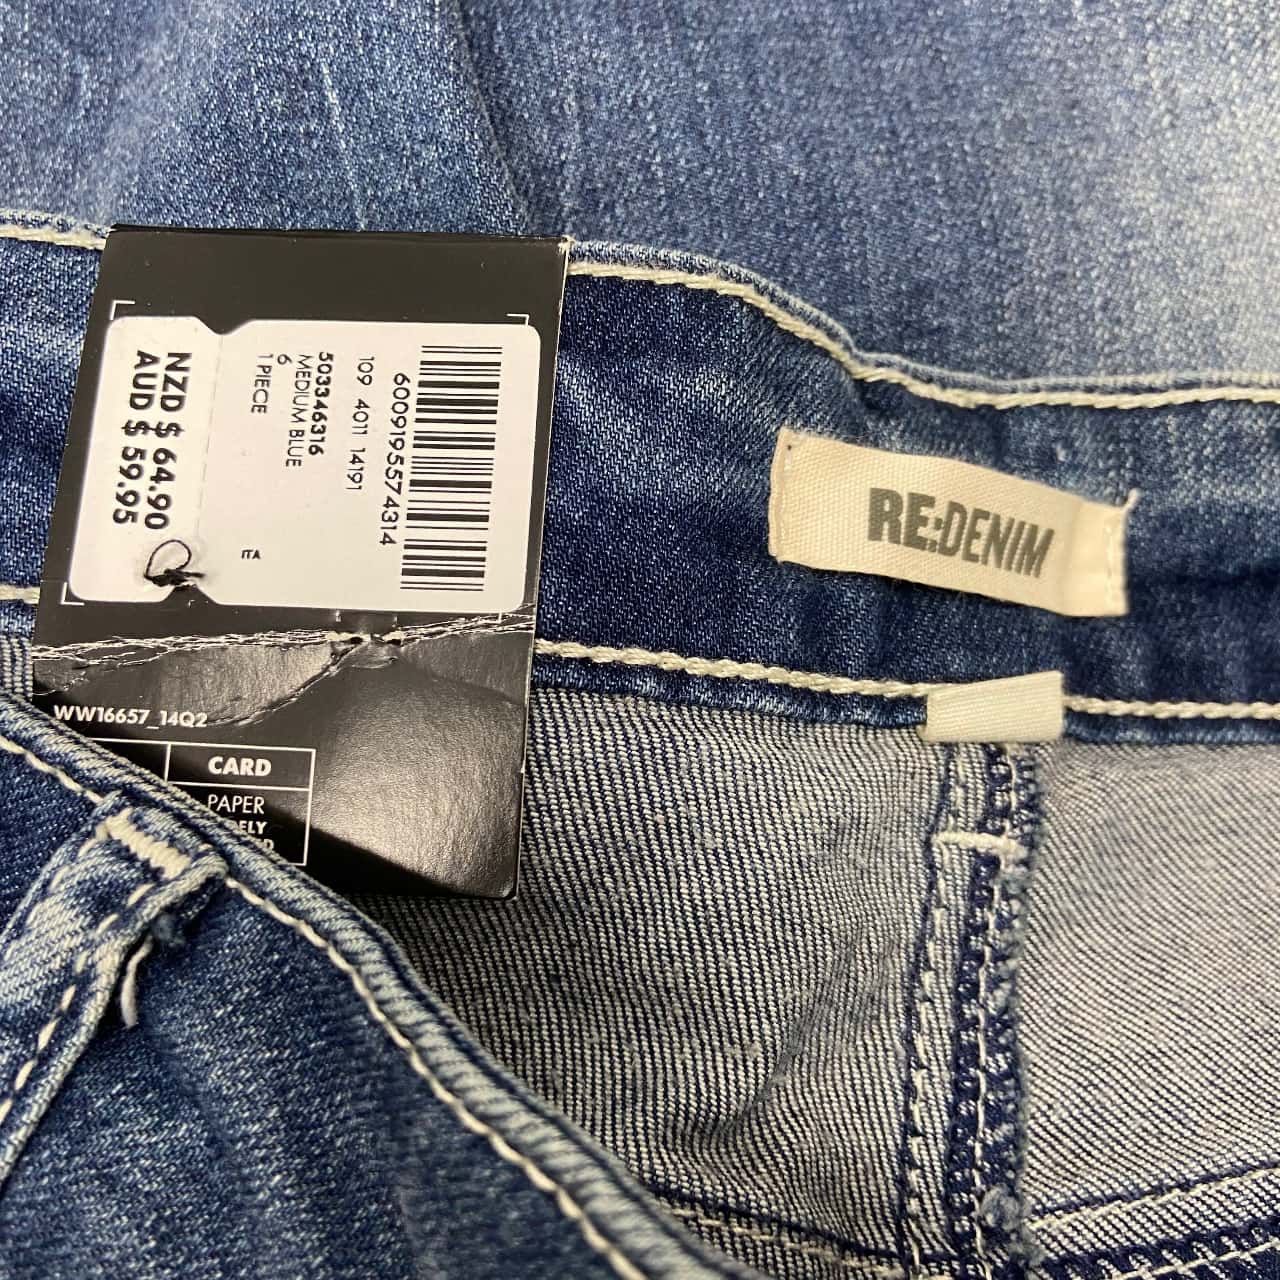 6009195574314
109 4011 14191
503346316
MEDIUM BLUE
6
1 PIECE
ITA
NZD $ 64.90
AUD $ 59.95
RE:DENIM
WW16657_14Q2
CARD
PAPER